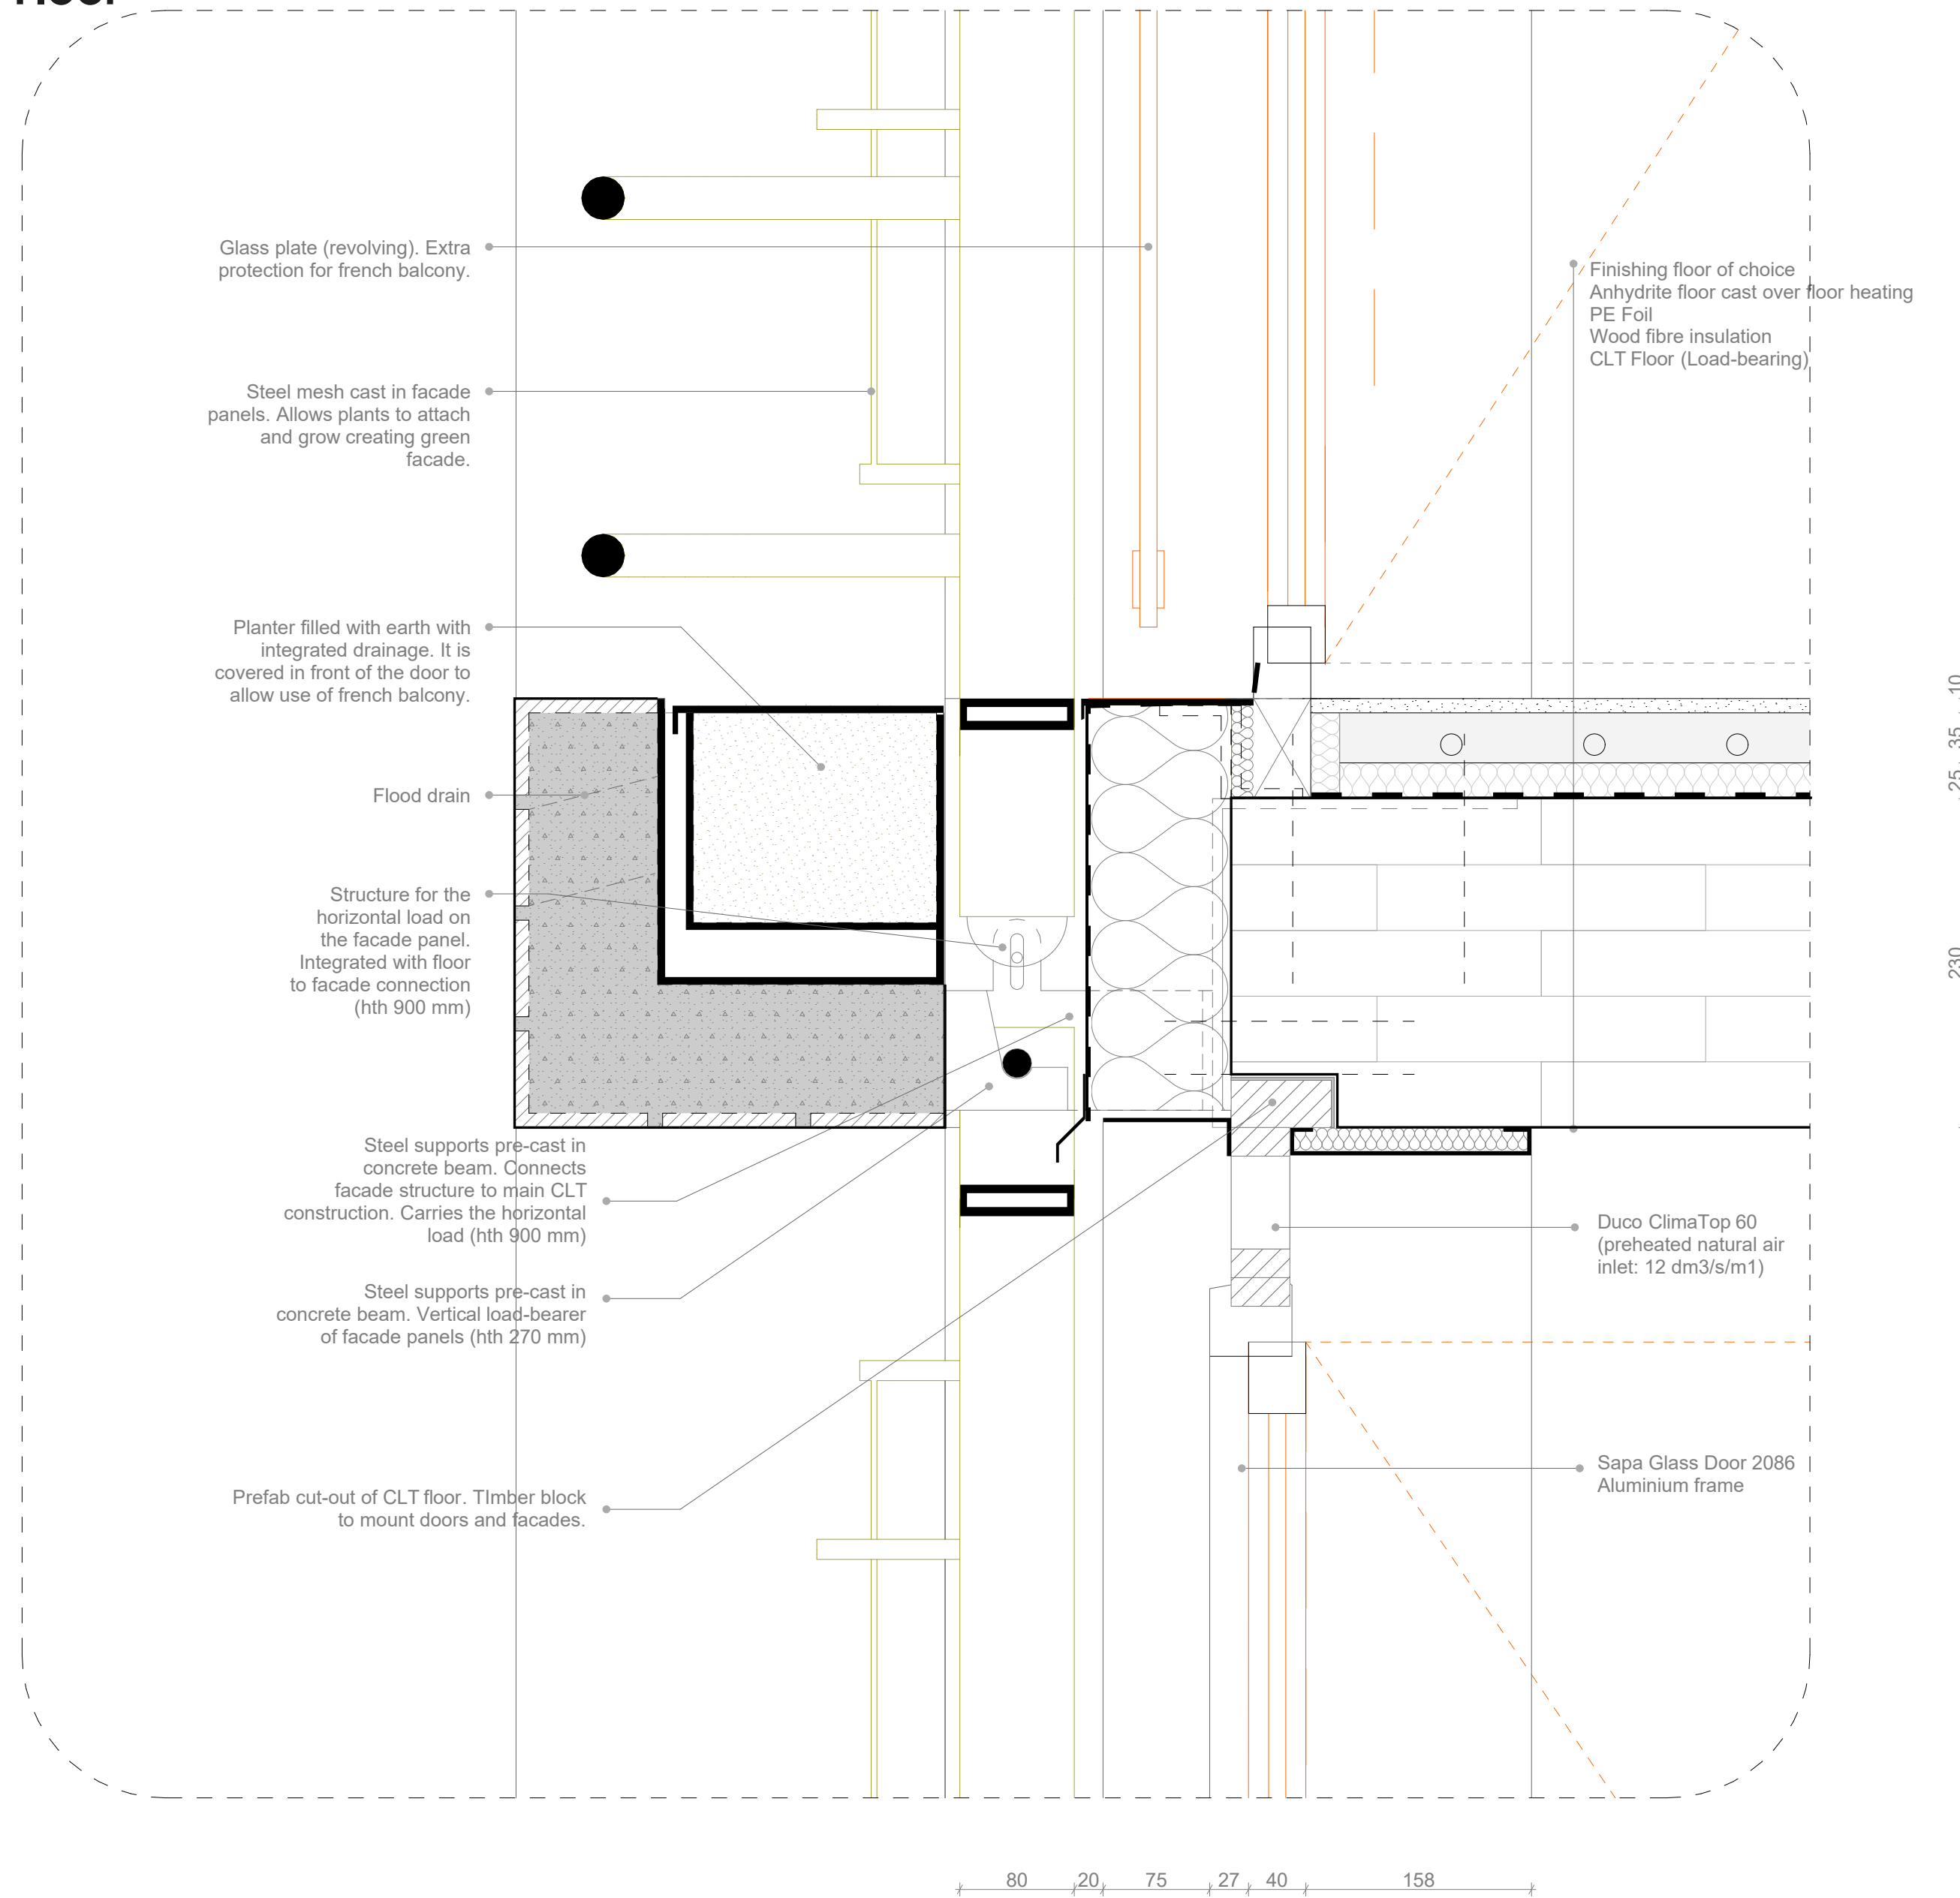 Glass plate (revolving). Extra
protection for french balcony.
Finishing floor of choice
Anhydrite floor cast over floor heating
PE Foil
Wood fibre insulation
CLT Floor (Load-bearing)
Steel mesh cast in facade
panels. Allows plants to attach
and grow creating green
facade.
Planter filled with earth with
integrated drainage. It is
covered in front of the door to
allow use of french balcony.
Flood drain
Structure for the
horizontal load on
the facade panel.
Integrated with floor
to facade connection
(hth 900 mm)
10
35
25
230
Steel supports pre-cast in
concrete beam. Connects
facade structure to main CLT
construction. Carries the horizontal
load (hth 900 mm)
Steel supports pre-cast in
concrete beam. Vertical load-bearer
of facade panels (hth 270 mm)
Duco ClimaTop 60
(preheated natural air
inlet: 12 dm3/s/m1)
Sapa Glass Door 2086
Aluminium frame
Prefab cut-out of CLT floor. TImber block
to mount doors and facades.
80 20 75 27 40 158